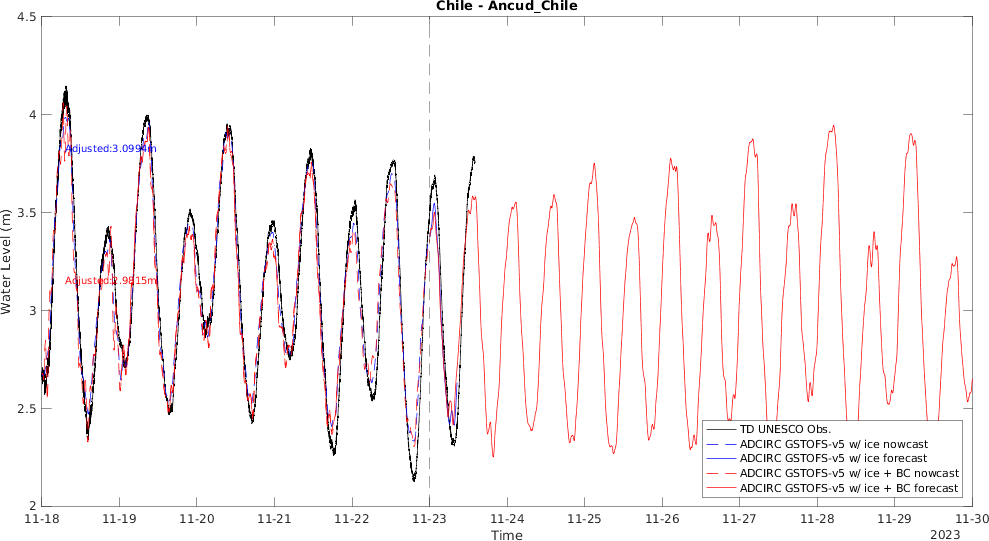 Chile - Ancud_Chile
4.5
4
3.5
3
2.5
2
Water Level (m)
Adjusted:3.0994m
Adjusted:2.9815m
TD UNESCO Obs.
ADCIRC GSTOFS-v5 w/ ice nowcast
ADCIRC GSTOFS-v5 w/ ice forecast
ADCIRC GSTOFS-v5 w/ ice + BC nowcast
ADCIRC GSTOFS-v5 w/ ice + BC forecast
11-18 11-19 11-20 11-21 11-22 11-23 11-24 11-25 11-26 11-27 11-28 11-29 11-30
Time
2023